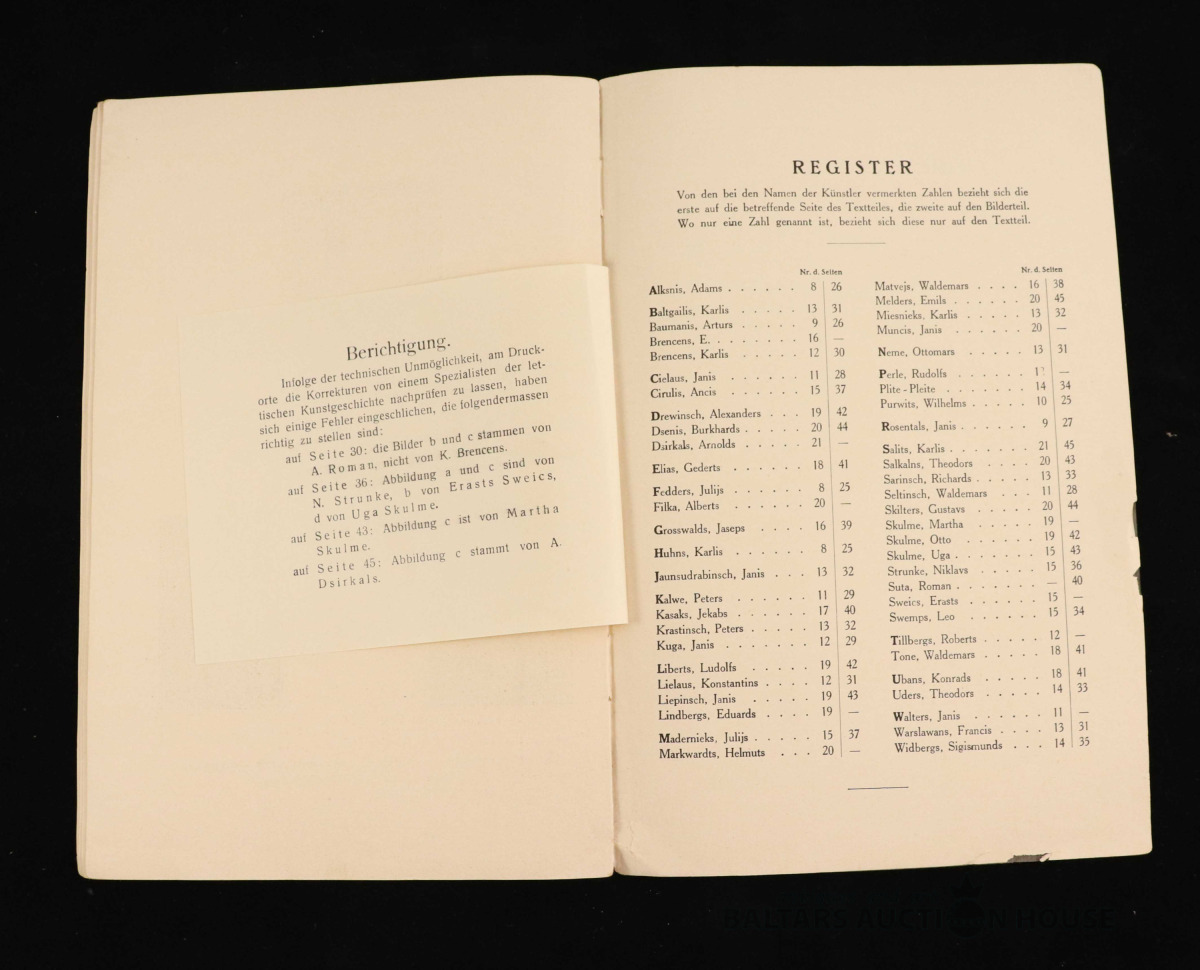 Berichtigung.
Infolge der technischen Unmöglichkeit, am Druck-
orte die Korrekturen von einem Spezialisten der let-
tischen Kunstgeschichte nachprüfen zu lassen, haben
sich einige Fehler eingeschlichen, die folgendermassen
richtig zu stellen sind:
auf Seite 30: die Bilder b und c stammen von
A. Roman, nicht von K. Brencens.
auf Seite 36: Abbildung a und c sind von
N. Strunke, b von Erasts Sweics,
d von Uga Skulme.
auf Seite 43: Abbildung c ist von Martha
Skulme.
auf Seite 45: Abbildung c stammt von A.
Dsirkals.
REGISTER
Von den bei den Namen der Künstler vermerkten Zahlen bezieht sich die
erste auf die betreffende Seite des Textteiles, die zweite auf den Bilderteil.
Wo nur eine Zahl genannt ist, bezieht sich diese nur auf den Textteil.
Nr. d. Seiten
Alksnis, Adams . . . . . . 8 26
Baltgailis, Karlis . . . . . 13 31
Baumanis, Arturs . . . . . 9 26
Brencens, E. . . . . . . . 16 —
Brencens, Karlis . . . . . 12 30
Cielaus, Janis . . . . . . 11 28
Cirulis, Ancis . . . . . . 15 37
Drewinsch, Alexanders . . . 19 42
Dsenis, Burkhards . . . . . 20 44
Dsirkals, Arnolds . . . . . 21 —
Elias, Gederts . . . . . . 18 41
Fedders, Julijs . . . . . . 8 25
Filka, Alberts . . . . . . 20 —
Grosswalds, Jaseps . . . . 16 39
Huhns, Karlis . . . . . . 8 25
Jaunsudrabinsch, Janis . . . 13 32
Kalwe, Peters . . . . . . 11 29
Kasaks, Jekabs . . . . . . 17 40
Krastinsch, Peters . . . . . 13 32
Kuga, Janis . . . . . . . 12 29
Liberts, Ludolfs . . . . . 19 42
Lielaus, Konstantins . . . . 12 31
Liepinsch, Janis . . . . . 19 43
Lindbergs, Eduards . . . . 19 —
Madernieks, Julijs . . . . . 15 37
Markwardts, Helmuts . . . 20 —
Nr. d. Seiten
Matvejs, Waldemars . . . . 16 38
Melders, Emils . . . . . . 20 45
Miesnieks, Karlis . . . . . 13 32
Muncis, Janis . . . . . . 20 —
Neme, Ottomars . . . . . 13 31
Perle, Rudolfs . . . . . . —
Plite-Pleite . . . . . . . 14 34
Purwits, Wilhelms . . . . . 10 25
Rosentals, Janis . . . . . . 9 27
Salits, Karlis . . . . . . . 21 45
Salkalns, Theodors . . . . 20 43
Sarinsch, Richards . . . . . 13 33
Seltinsch, Waldemars . . . 11 28
Skilters, Gustavs . . . . . 20 44
Skulme, Martha . . . . . 19 —
Skulme, Otto . . . . . . 19 42
Skulme, Uga . . . . . . . 15 43
Strunke, Niklavs . . . . . 15 36
Suta, Roman . . . . . . . — 40
Sweics, Erasts . . . . . . 15 —
Swemps, Leo . . . . . . 15 34
Tillbergs, Roberts . . . . . 12 —
Tone, Waldemars . . . . . 18 41
Ubans, Konrads . . . . . 18 41
Uders, Theodors . . . . . 14 33
Walters, Janis . . . . . . 11 —
Warslawans, Francis . . . . 13 31
Widbergs, Sigismunds . . . 14 35
BALTARS AUCTION HOUSE